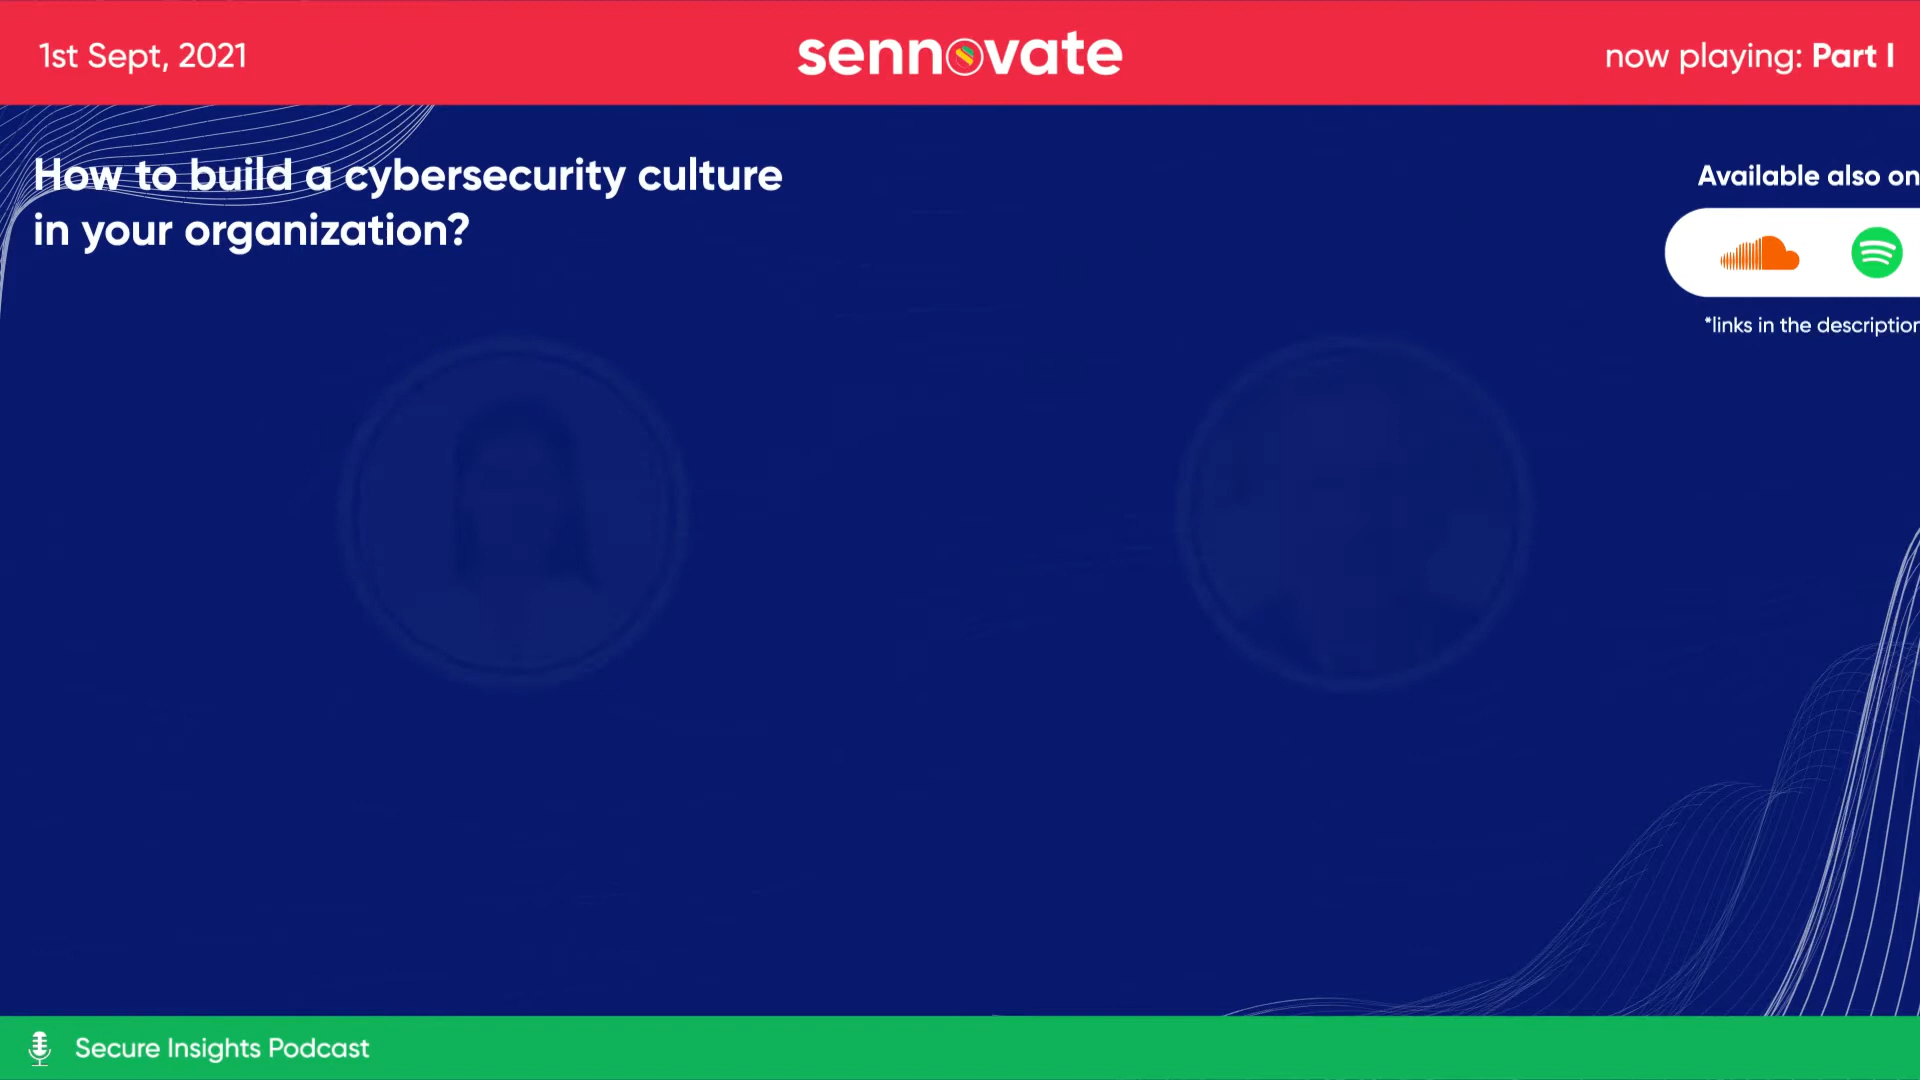 1st Sept, 2021
sennovate
now playing: Part I
How to build a cybersecurity culture
in your organization?
Available also on
*links in the description
Secure Insights Podcast